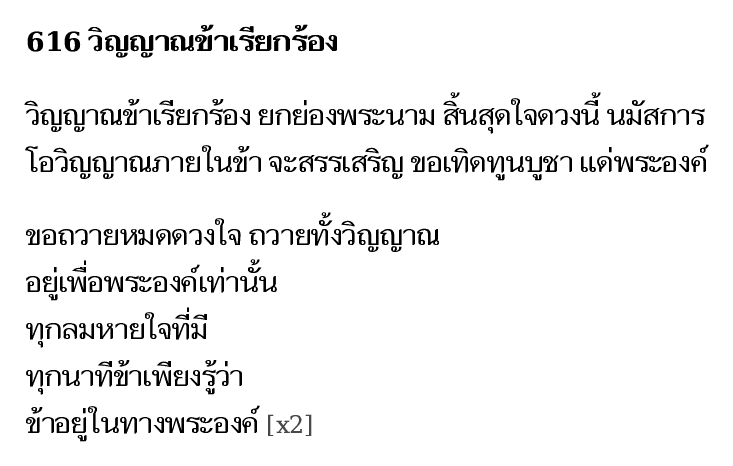 616 วิญญาณข้าเรียกร้อง
วิญญาณข้าเรียกร้อง ยกย่องพระนาม สิ้นสุดใจดวงนี้ นมัสการ
โอวิญญาณภายในข้า จะสรรเสริญ ขอเทิดทูนบูชา แด่พระองค์
ขอถวายหมดดวงใจ ถวายทั้งวิญญาณ
อยู่เพื่อพระองค์เท่านั้น
ทุกลมหายใจที่มี
ทุกนาทีข้าเพียงรู้ว่า
ข้าอยู่ในทางพระองค์ [x2]